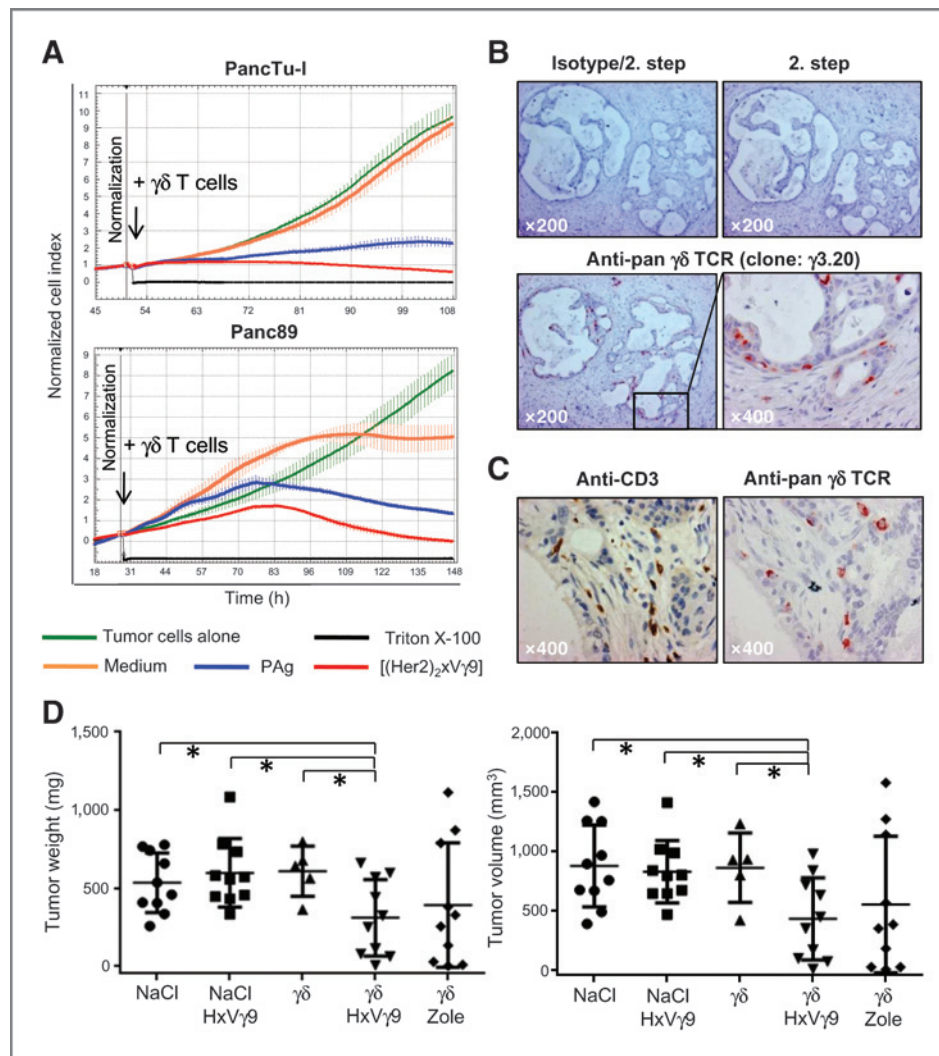 A
PancTu-I
11
10
9
8
7
6
5
4
3
2
1
0
Normalization
+ γδ T cells
45 54 63 72 81 90 99 108
Panc89
9
8
7
6
5
4
3
2
1
0
Normalization
+ γδ T cells
18 31 44 57 70 83 96 109 122 135 148
Normalized cell index
Time (h)
Tumor cells alone
Triton X-100
Medium
PAg
[(Her2)₂xVγ9]
B
Isotype/2. step
2. step
×200
×200
Anti-pan γδ TCR (clone: γ3.20)
×200
×400
C
Anti-CD3
Anti-pan γδ TCR
×400
×400
D
Tumor weight (mg)
1,500
1,000
500
0
* * *
NaCl
NaCl
HxVγ9
γδ
γδ
HxVγ9
γδ
Zole
Tumor volume (mm³)
2,000
1,500
1,000
500
0
* * *
NaCl
NaCl
HxVγ9
γδ
γδ
HxVγ9
γδ
Zole